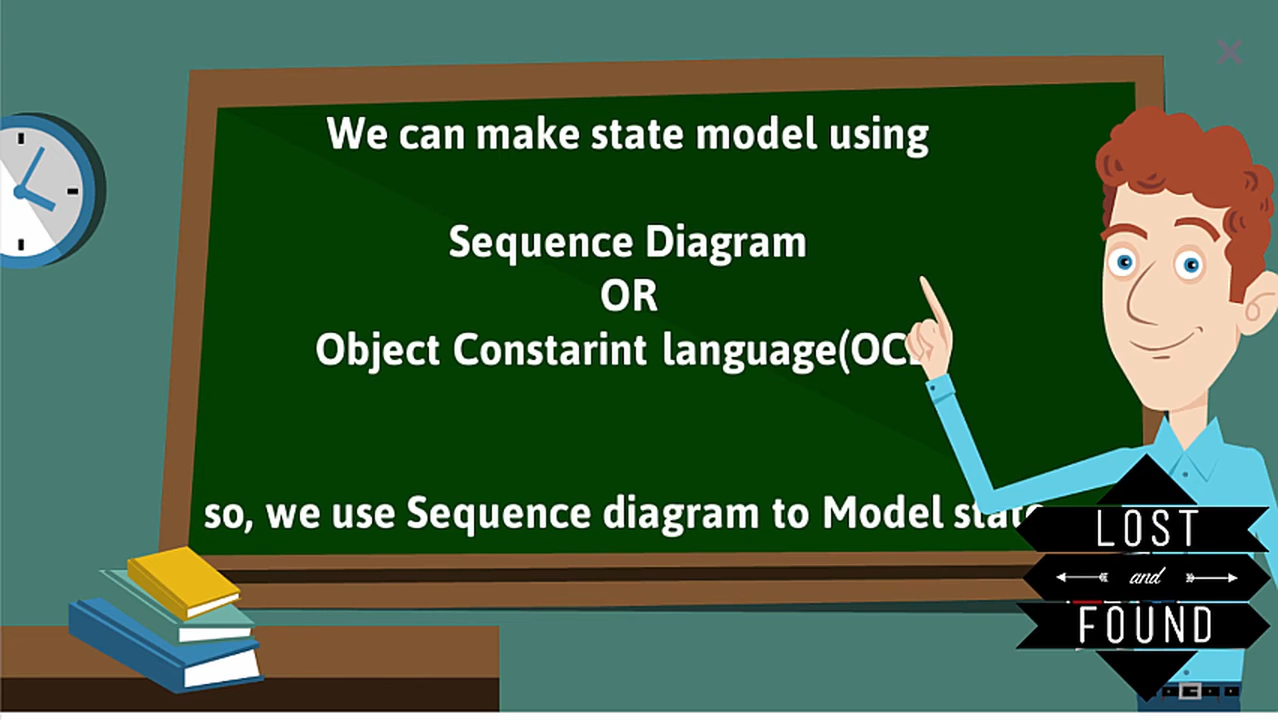 We can make state model using
Sequence Diagram
OR
Object Constarint language(OC
so, we use Sequence diagram to Model state
LOST
and
FOUND